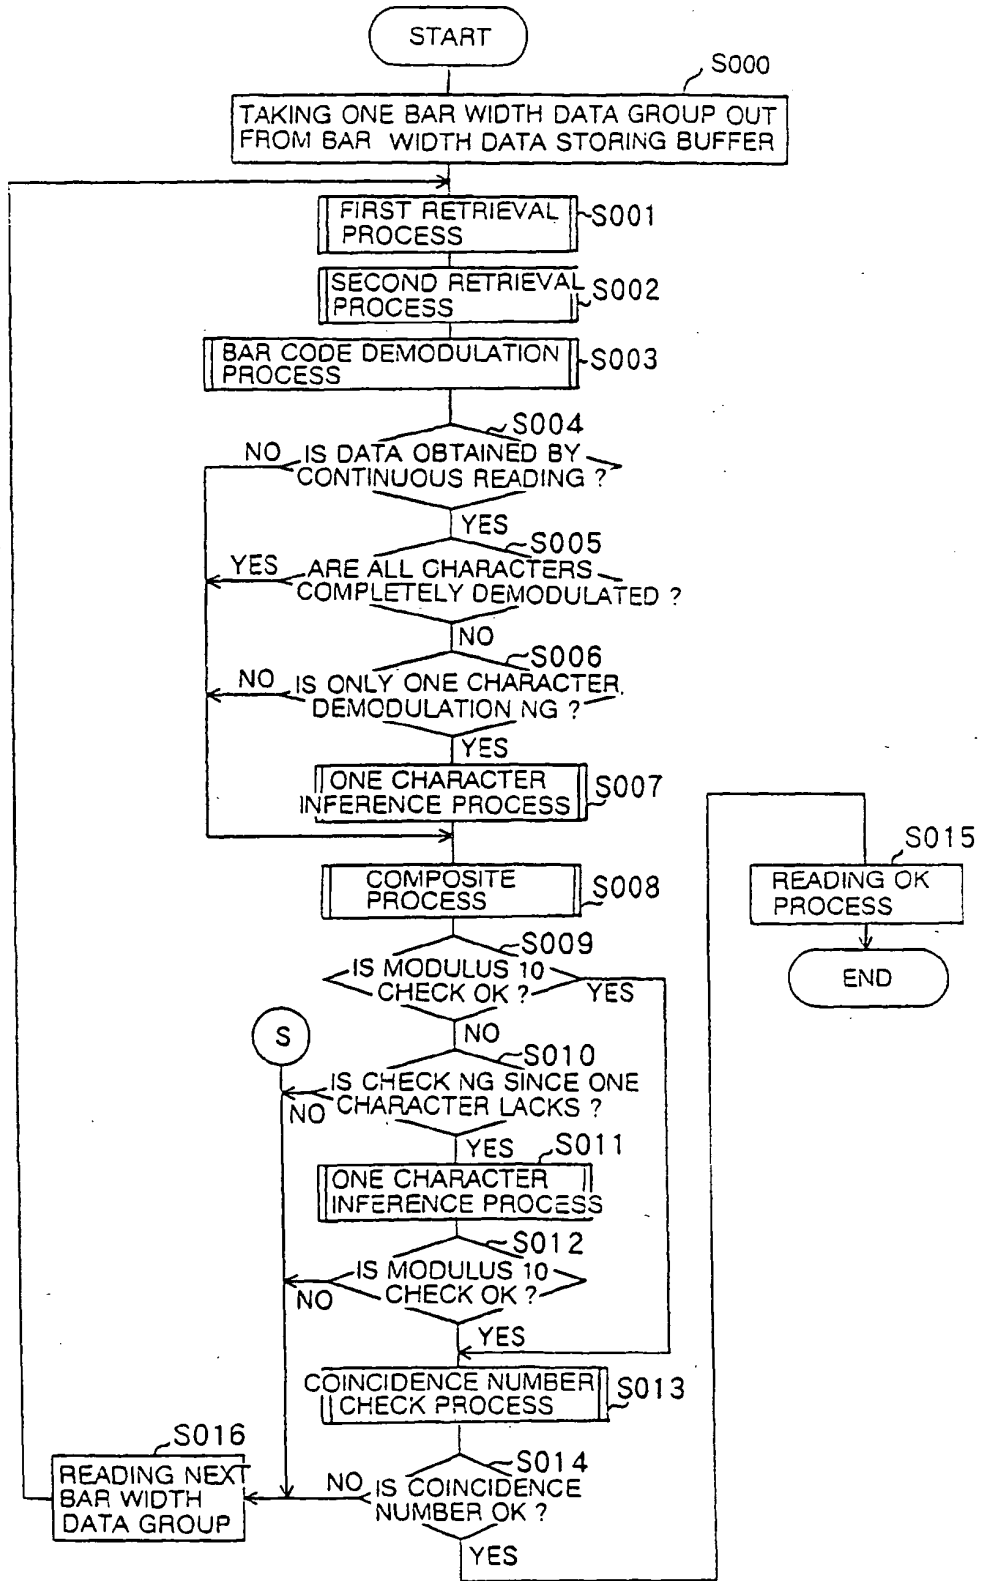 START
S000
TAKING ONE BAR WIDTH DATA GROUP OUT
FROM BAR WIDTH DATA STORING BUFFER
FIRST RETRIEVAL
PROCESS
S001
SECOND RETRIEVAL
PROCESS
S002
BAR CODE DEMODULATION
PROCESS
S003
S004
NO
IS DATA OBTAINED BY
CONTINUOUS READING ?
YES
S005
YES
ARE ALL CHARACTERS
COMPLETELY DEMODULATED ?
NO
S006
NO
IS ONLY ONE CHARACTER
DEMODULATION NG ?
YES
ONE CHARACTER
INFERENCE PROCESS
S007
COMPOSITE
PROCESS
S008
S009
IS MODULUS 10
CHECK OK ?
YES
NO
S
S010
IS CHECK NG SINCE ONE
CHARACTER LACKS ?
NO
YES
S011
ONE CHARACTER
INFERENCE PROCESS
S012
IS MODULUS 10
CHECK OK ?
NO
YES
COINCIDENCE NUMBER
CHECK PROCESS
S013
S014
NO
IS COINCIDENCE
NUMBER OK ?
YES
S016
READING NEXT
BAR WIDTH
DATA GROUP
S015
READING OK
PROCESS
END